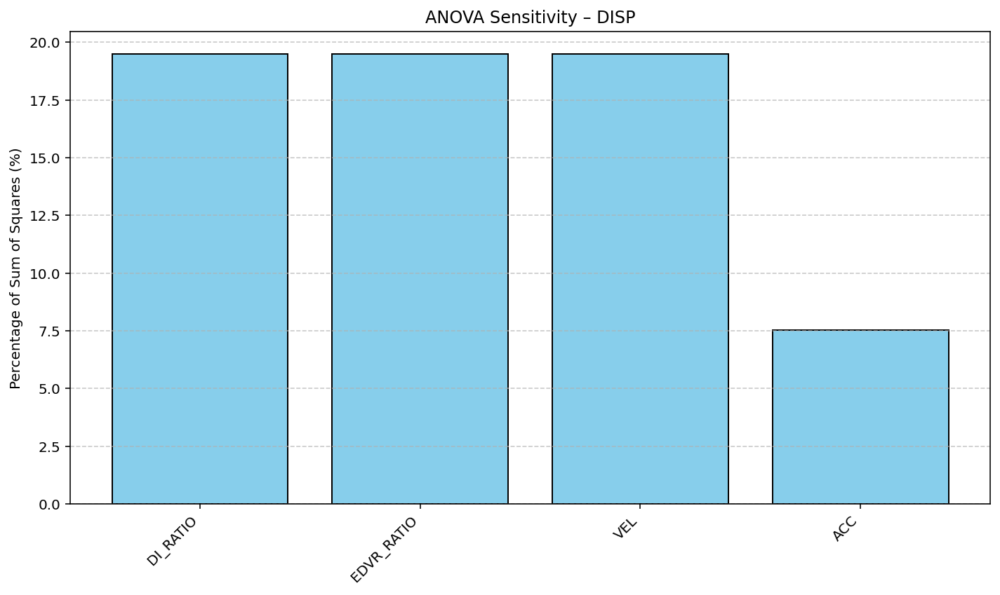 ANOVA Sensitivity – DISP
Percentage of Sum of Squares (%)
20.0
17.5
15.0
12.5
10.0
7.5
5.0
2.5
0.0
DI_RATIO
EDVR_RATIO
VEL
ACC